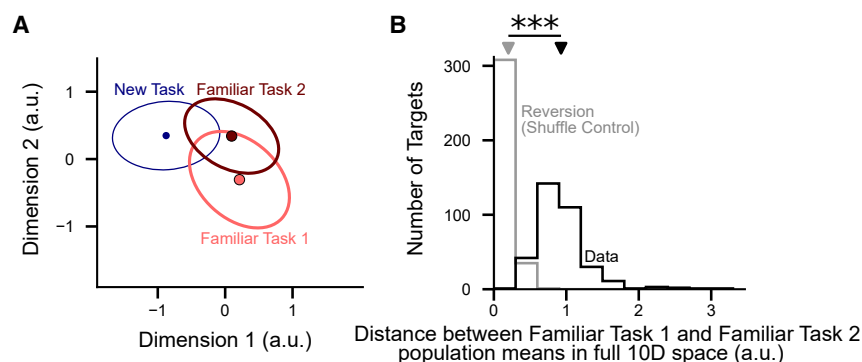 A
New Task
Familiar Task 2
Familiar Task 1
Dimension 2 (a.u.)
1
0
−1
−1
0
1
Dimension 1 (a.u.)
B
***
Reversion
(Shuffle Control)
Data
Number of Targets
300
200
100
0
0
1
2
3
Distance between Familiar Task 1 and Familiar Task 2
population means in full 10D space (a.u.)